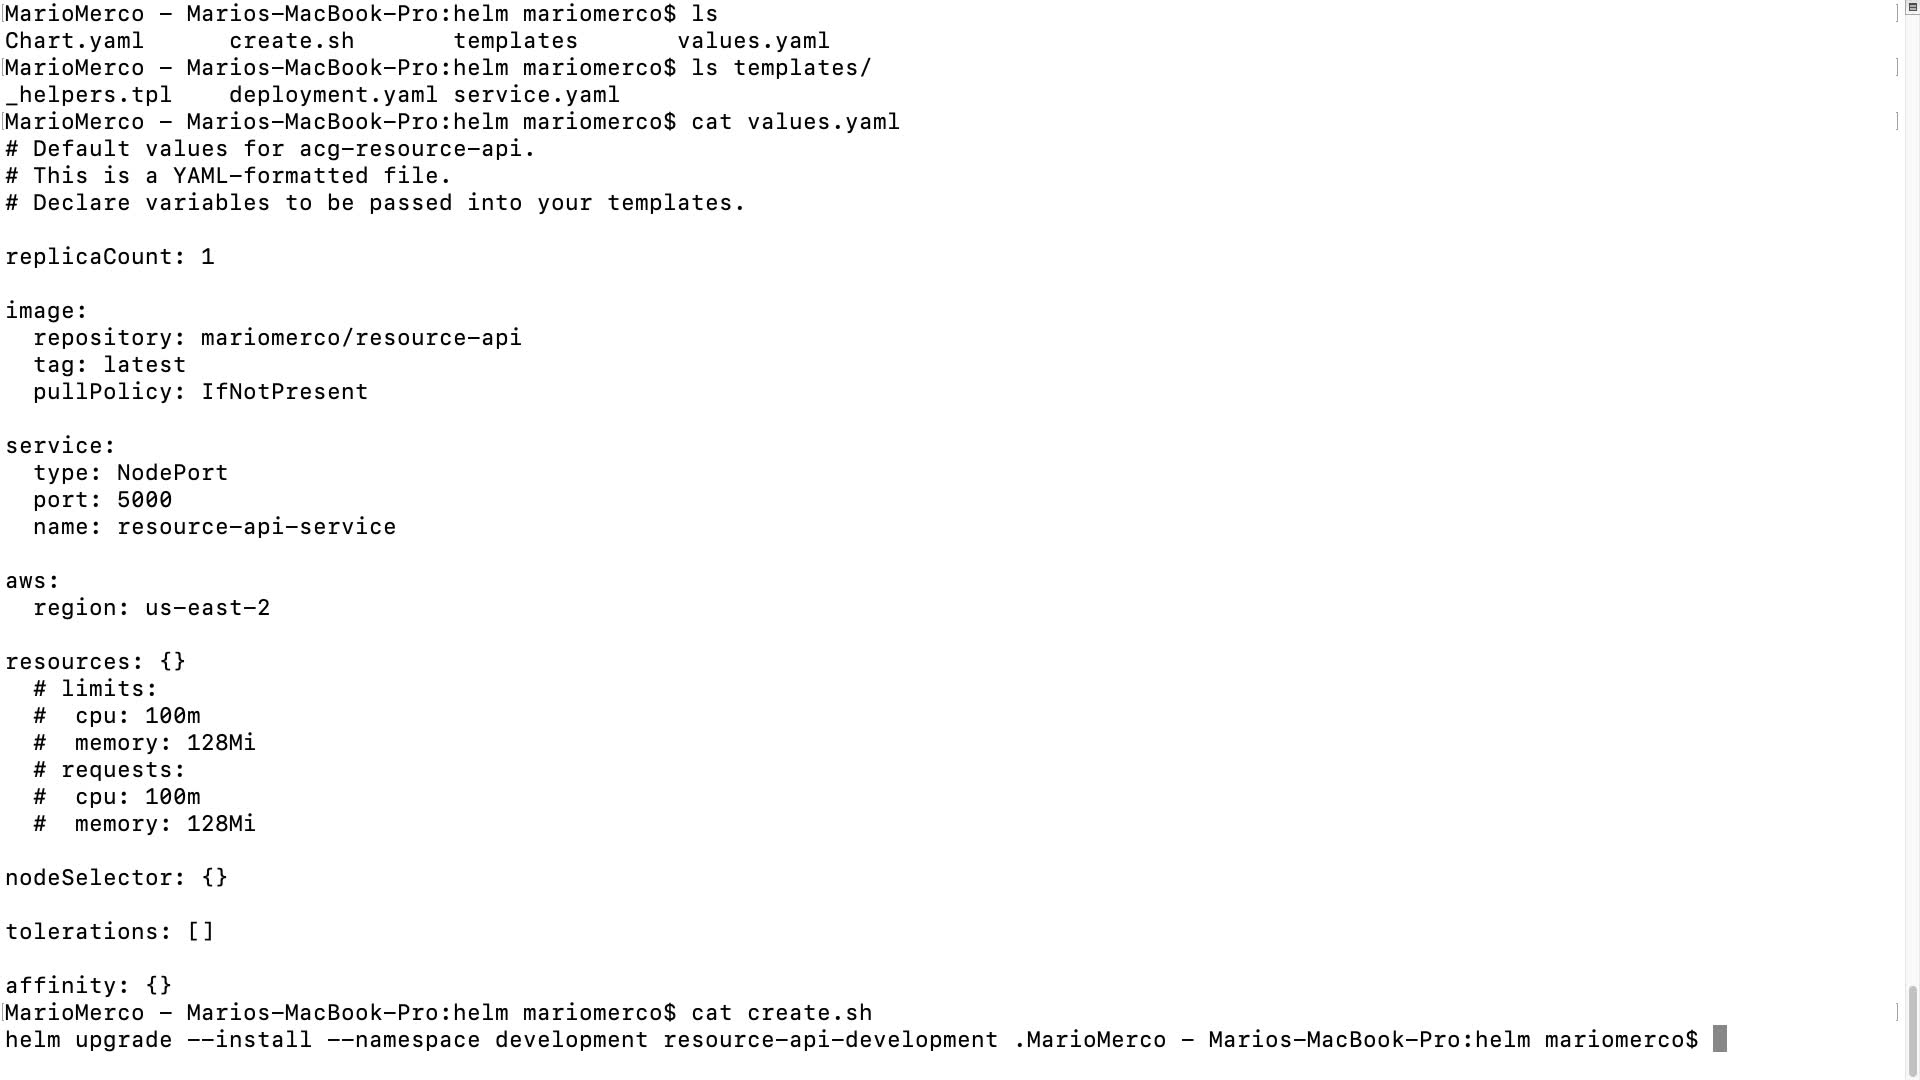 MarioMerco - Marios-MacBook-Pro:helm mariomerco$ ls
Chart.yaml      create.sh       templates       values.yaml
MarioMerco - Marios-MacBook-Pro:helm mariomerco$ ls templates/
_helpers.tpl    deployment.yaml service.yaml
MarioMerco - Marios-MacBook-Pro:helm mariomerco$ cat values.yaml
# Default values for acg-resource-api.
# This is a YAML-formatted file.
# Declare variables to be passed into your templates.

replicaCount: 1

image:
  repository: mariomerco/resource-api
  tag: latest
  pullPolicy: IfNotPresent

service:
  type: NodePort
  port: 5000
  name: resource-api-service

aws:
  region: us-east-2

resources: {}
  # limits:
  #  cpu: 100m
  #  memory: 128Mi
  # requests:
  #  cpu: 100m
  #  memory: 128Mi

nodeSelector: {}

tolerations: []

affinity: {}
MarioMerco - Marios-MacBook-Pro:helm mariomerco$ cat create.sh
helm upgrade --install --namespace development resource-api-development .MarioMerco - Marios-MacBook-Pro:helm mariomerco$